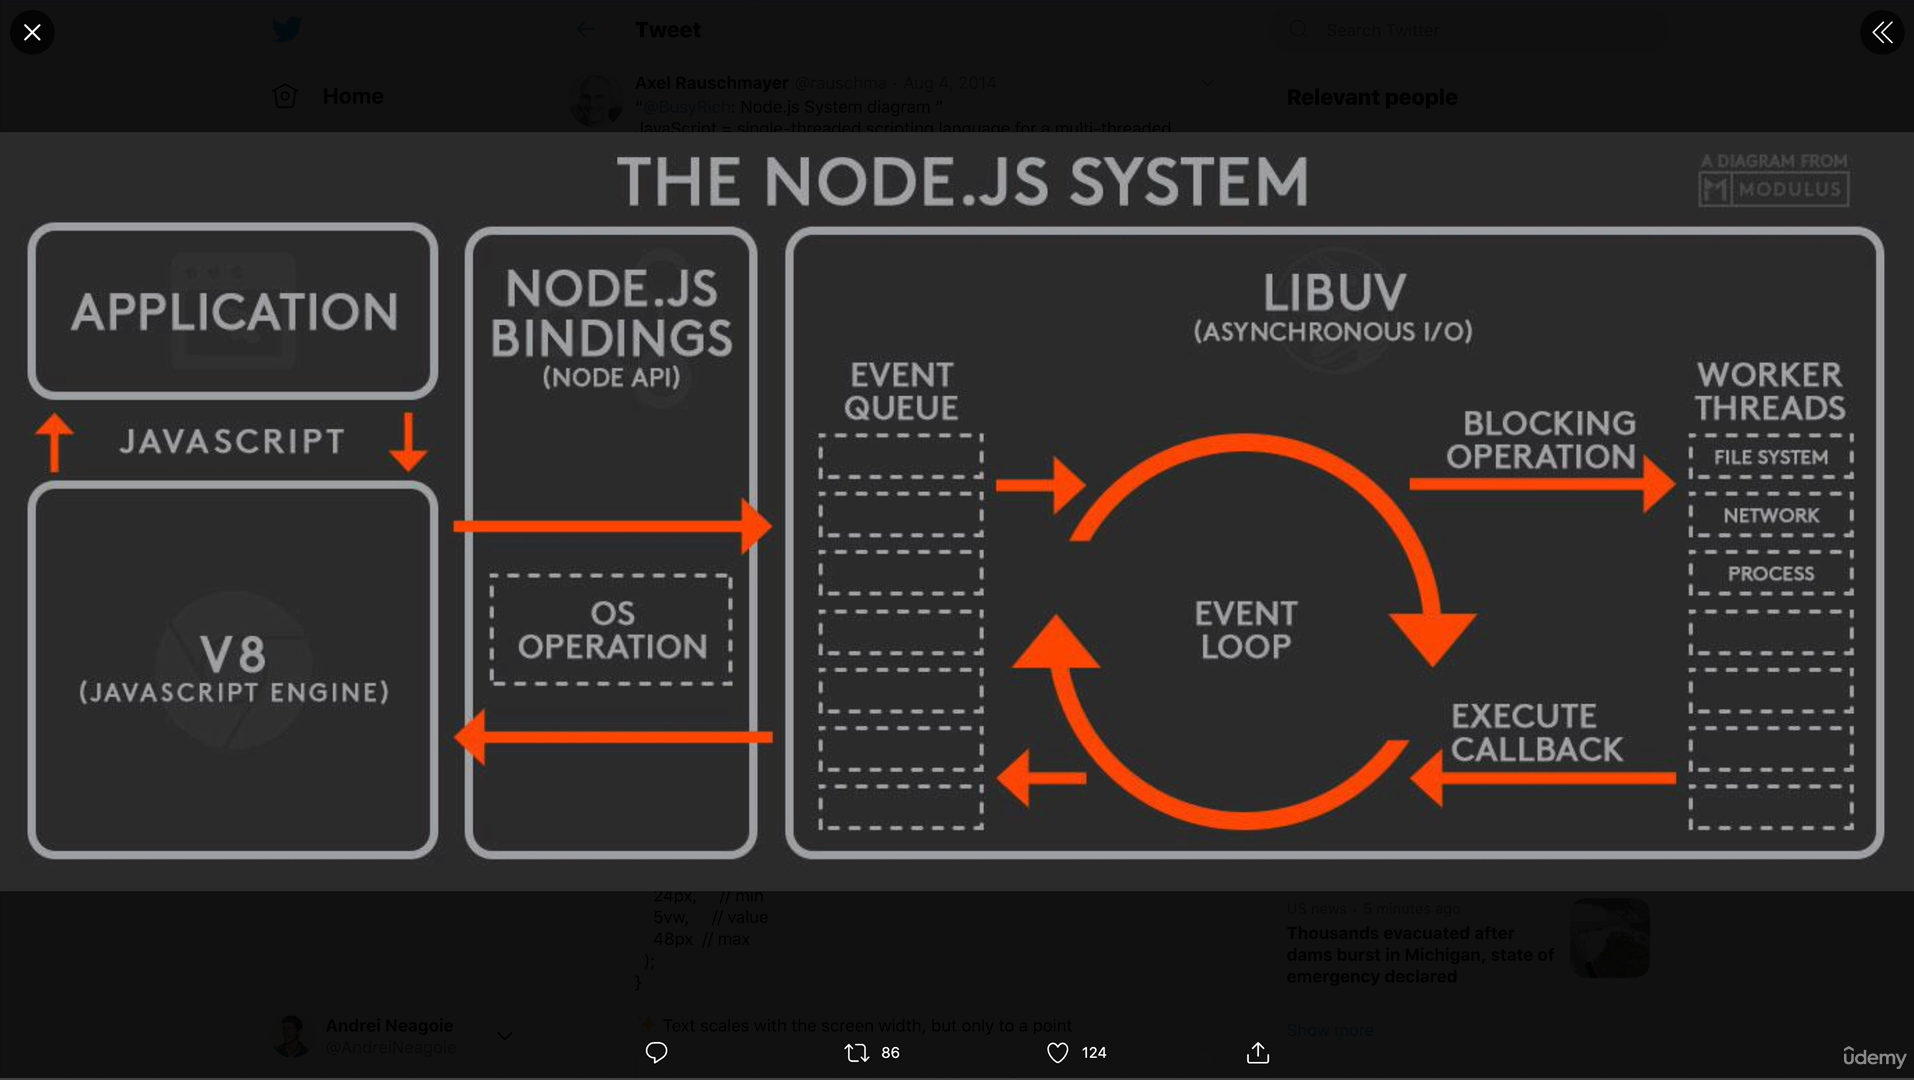 Tweet
Search Twitter
Home
Axel Rauschmayer @rauschma · Aug 4, 2014
"@BusyRich: Node.js System diagram "
JavaScript = single-threaded scripting language for a multi-threaded
Relevant people
THE NODE.JS SYSTEM
A DIAGRAM FROM
MODULUS
APPLICATION
JAVASCRIPT
V8
(JAVASCRIPT ENGINE)
NODE.JS
BINDINGS
(NODE API)
OS
OPERATION
LIBUV
(ASYNCHRONOUS I/O)
EVENT
QUEUE
EVENT
LOOP
BLOCKING
OPERATION
EXECUTE
CALLBACK
WORKER
THREADS
FILE SYSTEM
NETWORK
PROCESS
24px, // min
5vw, // value
48px // max
);
}
Text scales with the screen width, but only to a point
US news · 5 minutes ago
Thousands evacuated after
dams burst in Michigan, state of
emergency declared
Show more
Andrei Neagoie
@AndreiNeagoie
86
124
ûdemy